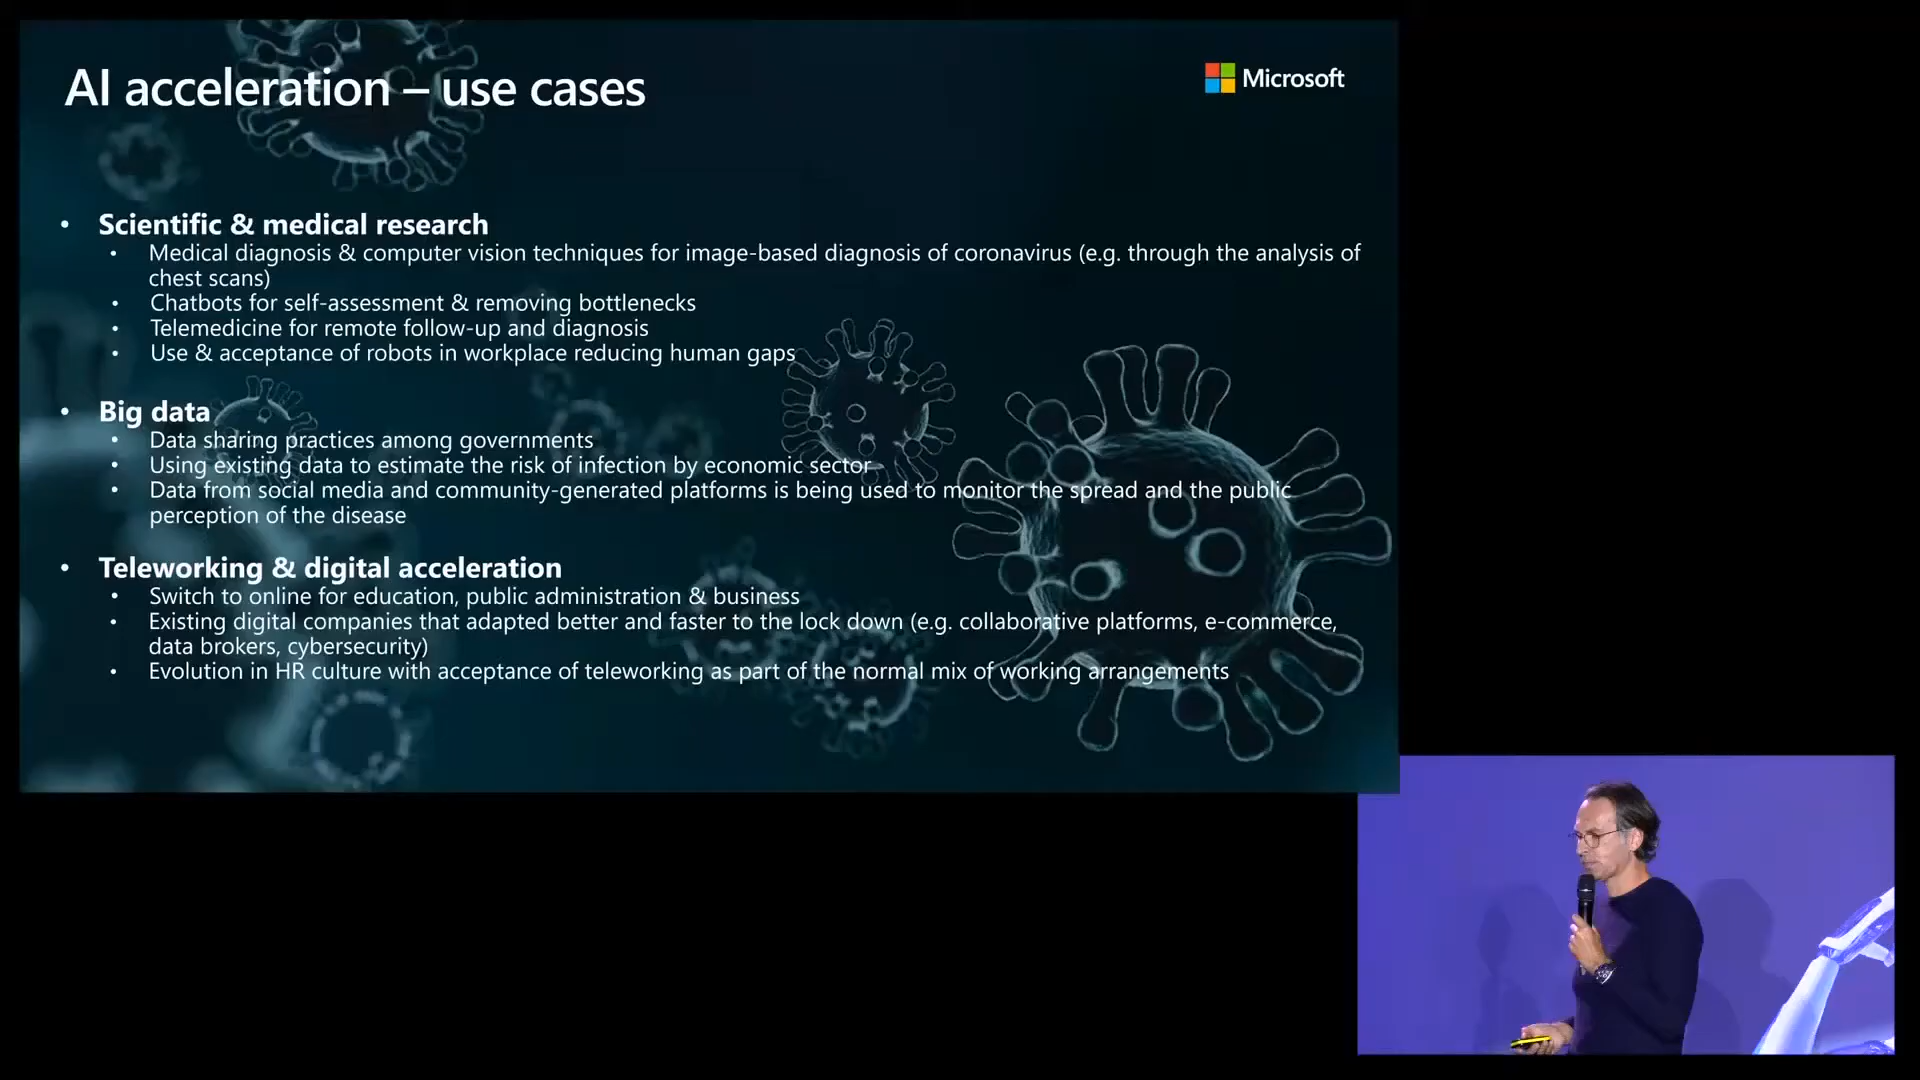 AI acceleration – use cases
Microsoft
• Scientific & medical research
• Medical diagnosis & computer vision techniques for image-based diagnosis of coronavirus (e.g. through the analysis of
chest scans)
• Chatbots for self-assessment & removing bottlenecks
• Telemedicine for remote follow-up and diagnosis
• Use & acceptance of robots in workplace reducing human gaps
• Big data
• Data sharing practices among governments
• Using existing data to estimate the risk of infection by economic sector
• Data from social media and community-generated platforms is being used to monitor the spread and the public
perception of the disease
• Teleworking & digital acceleration
• Switch to online for education, public administration & business
• Existing digital companies that adapted better and faster to the lock down (e.g. collaborative platforms, e-commerce,
data brokers, cybersecurity)
• Evolution in HR culture with acceptance of teleworking as part of the normal mix of working arrangements